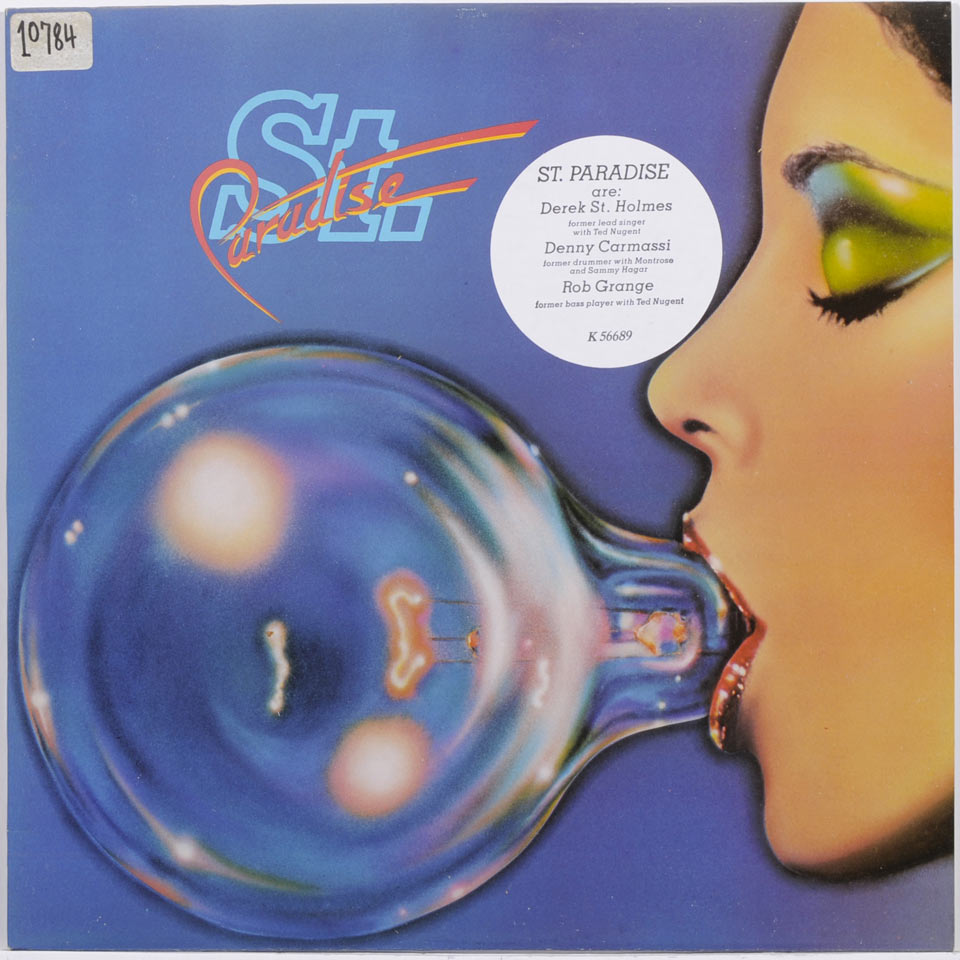 10784
St.
Paradise
ST. PARADISE
are:
Derek St. Holmes
former lead singer
with Ted Nugent
Denny Carmassi
former drummer with Montrose
and Sammy Hagar
Rob Grange
former bass player with Ted Nugent
K 56689